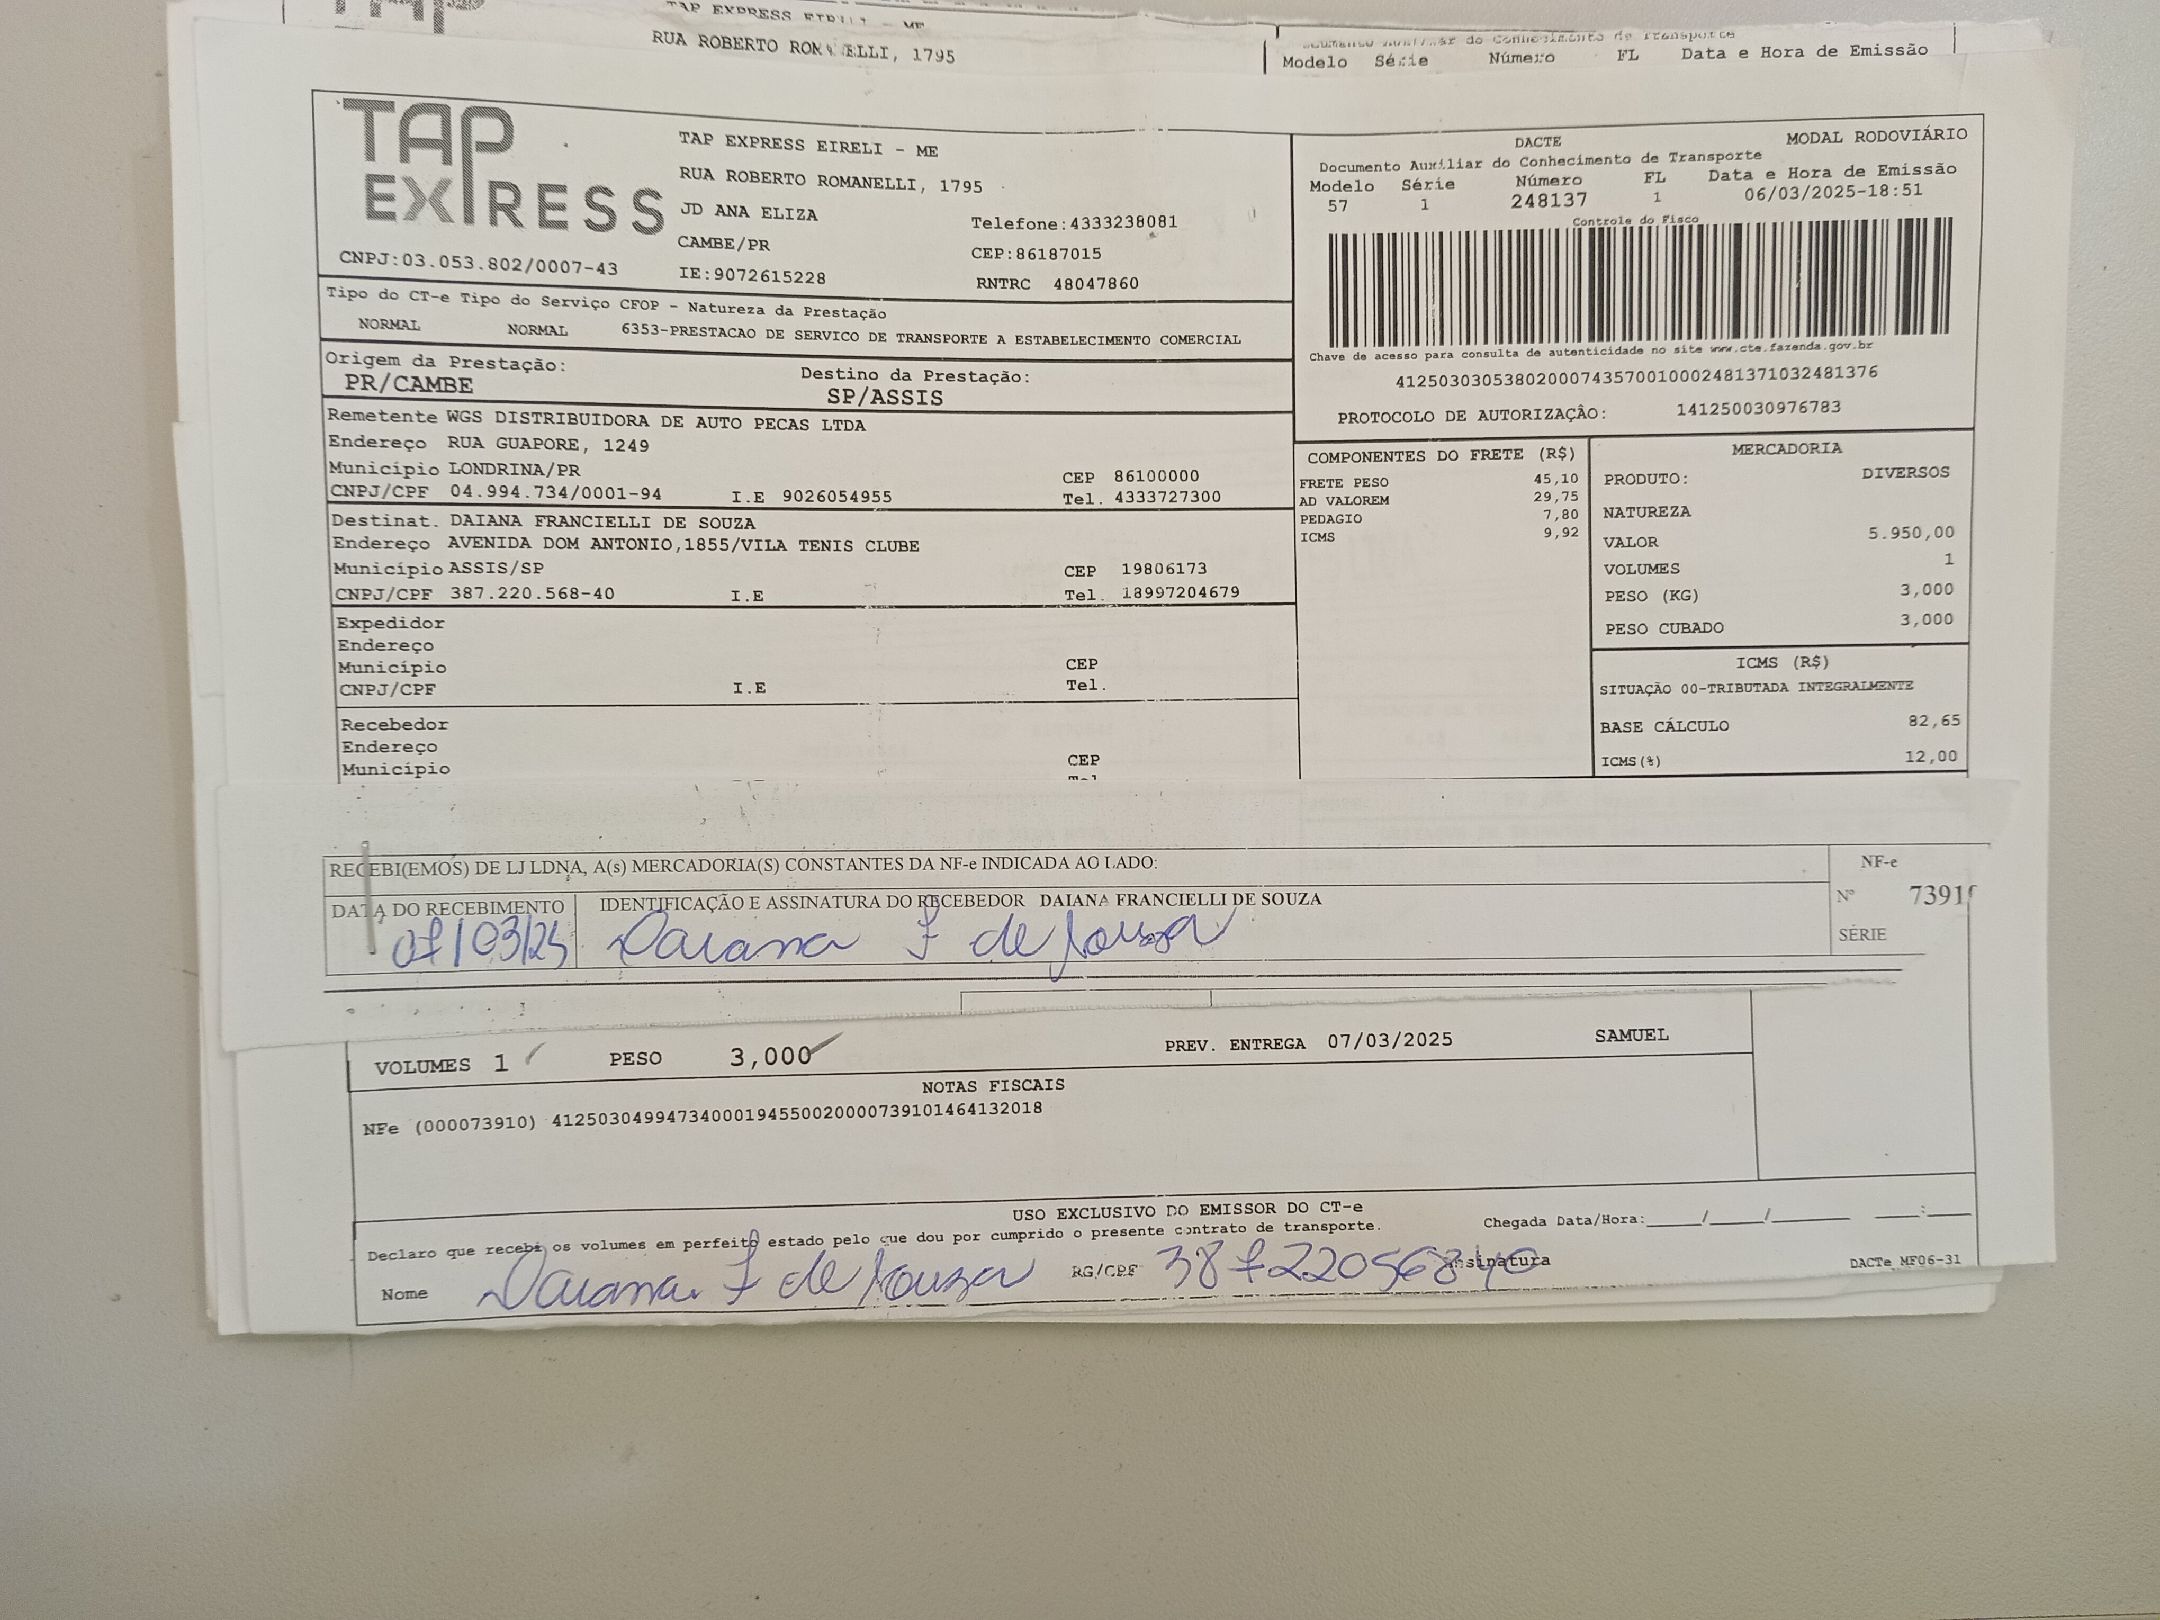 TAP EXPRESS EIRELI - ME
RUA ROBERTO ROMANELLI, 1795
Modelo Série Número FL Data e Hora de Emissão
TAP EXPRESS
CNPJ:03.053.802/0007-43
TAP EXPRESS EIRELI - ME
RUA ROBERTO ROMANELLI, 1795
JD ANA ELIZA
Telefone:4333238081
CAMBE/PR
CEP:86187015
IE:9072615228
RNTRC 48047860
DACTE MODAL RODOVIÁRIO
Documento Auxiliar do Conhecimento de Transporte
Modelo Série Número FL Data e Hora de Emissão
57 1 248137 1 06/03/2025-18:51
Controle do Fisco
Chave de acesso para consulta de autenticidade no site www.cte.fazenda.gov.br
41250303053802000743570010002481371032481376
PROTOCOLO DE AUTORIZAÇÂO: 141250030976783
Tipo do CT-e Tipo do Serviço CFOP - Natureza da Prestação
NORMAL NORMAL 6353-PRESTACAO DE SERVICO DE TRANSPORTE A ESTABELECIMENTO COMERCIAL
Origem da Prestação: Destino da Prestação:
PR/CAMBE SP/ASSIS
Remetente WGS DISTRIBUIDORA DE AUTO PECAS LTDA
Endereço RUA GUAPORE, 1249
Município LONDRINA/PR CEP 86100000
CNPJ/CPF 04.994.734/0001-94 I.E 9026054955 Tel. 4333727300
Destinat. DAIANA FRANCIELLI DE SOUZA
Endereço AVENIDA DOM ANTONIO,1855/VILA TENIS CLUBE
Município ASSIS/SP CEP 19806173
CNPJ/CPF 387.220.568-40 I.E Tel. 18997204679
Expedidor
Endereço
Município CEP
CNPJ/CPF I.E Tel.
Recebedor
Endereço
Município CEP
COMPONENTES DO FRETE (R$)
FRETE PESO 45,10
AD VALOREM 29,75
PEDAGIO 7,80
ICMS 9,92
MERCADORIA
PRODUTO: DIVERSOS
NATUREZA
VALOR 5.950,00
VOLUMES 1
PESO (KG) 3,000
PESO CUBADO 3,000
ICMS (R$)
SITUAÇÃO 00-TRIBUTADA INTEGRALMENTE
BASE CÁLCULO 82,65
ICMS(%) 12,00
RECEBI(EMOS) DE LJ LDNA, A(s) MERCADORIA(S) CONSTANTES DA NF-e INDICADA AO LADO:
NF-e
DATA DO RECEBIMENTO IDENTIFICAÇÃO E ASSINATURA DO RECEBEDOR DAIANA FRANCIELLI DE SOUZA
Nº 7391
07/03/25 Daiana F de Souza
SÉRIE
VOLUMES 1 PESO 3,000 PREV. ENTREGA 07/03/2025 SAMUEL
NOTAS FISCAIS
NFe (000073910) 41250304994734000194550020000739101464132018
USO EXCLUSIVO DO EMISSOR DO CT-e
Declaro que recebi os volumes em perfeito estado pelo que dou por cumprido o presente contrato de transporte. Chegada Data/Hora:____/____/______ ____:____
Nome Daiana F de Souza RG/CPF 38722056840 Assinatura DACTe MF06-31